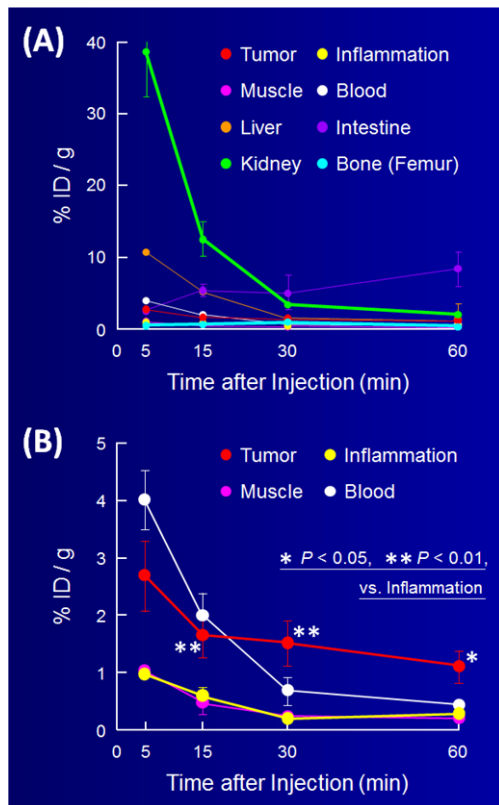 (A)
% ID / g
40
30
20
10
0
Tumor Inflammation
Muscle Blood
Liver Intestine
Kidney Bone (Femur)
0 5 15 30 60
Time after Injection (min)
(B)
% ID / g
5
4
3
2
1
0
Tumor Inflammation
Muscle Blood
* P < 0.05, ** P < 0.01,
vs. Inflammation
**
**
*
0 5 15 30 60
Time after Injection (min)